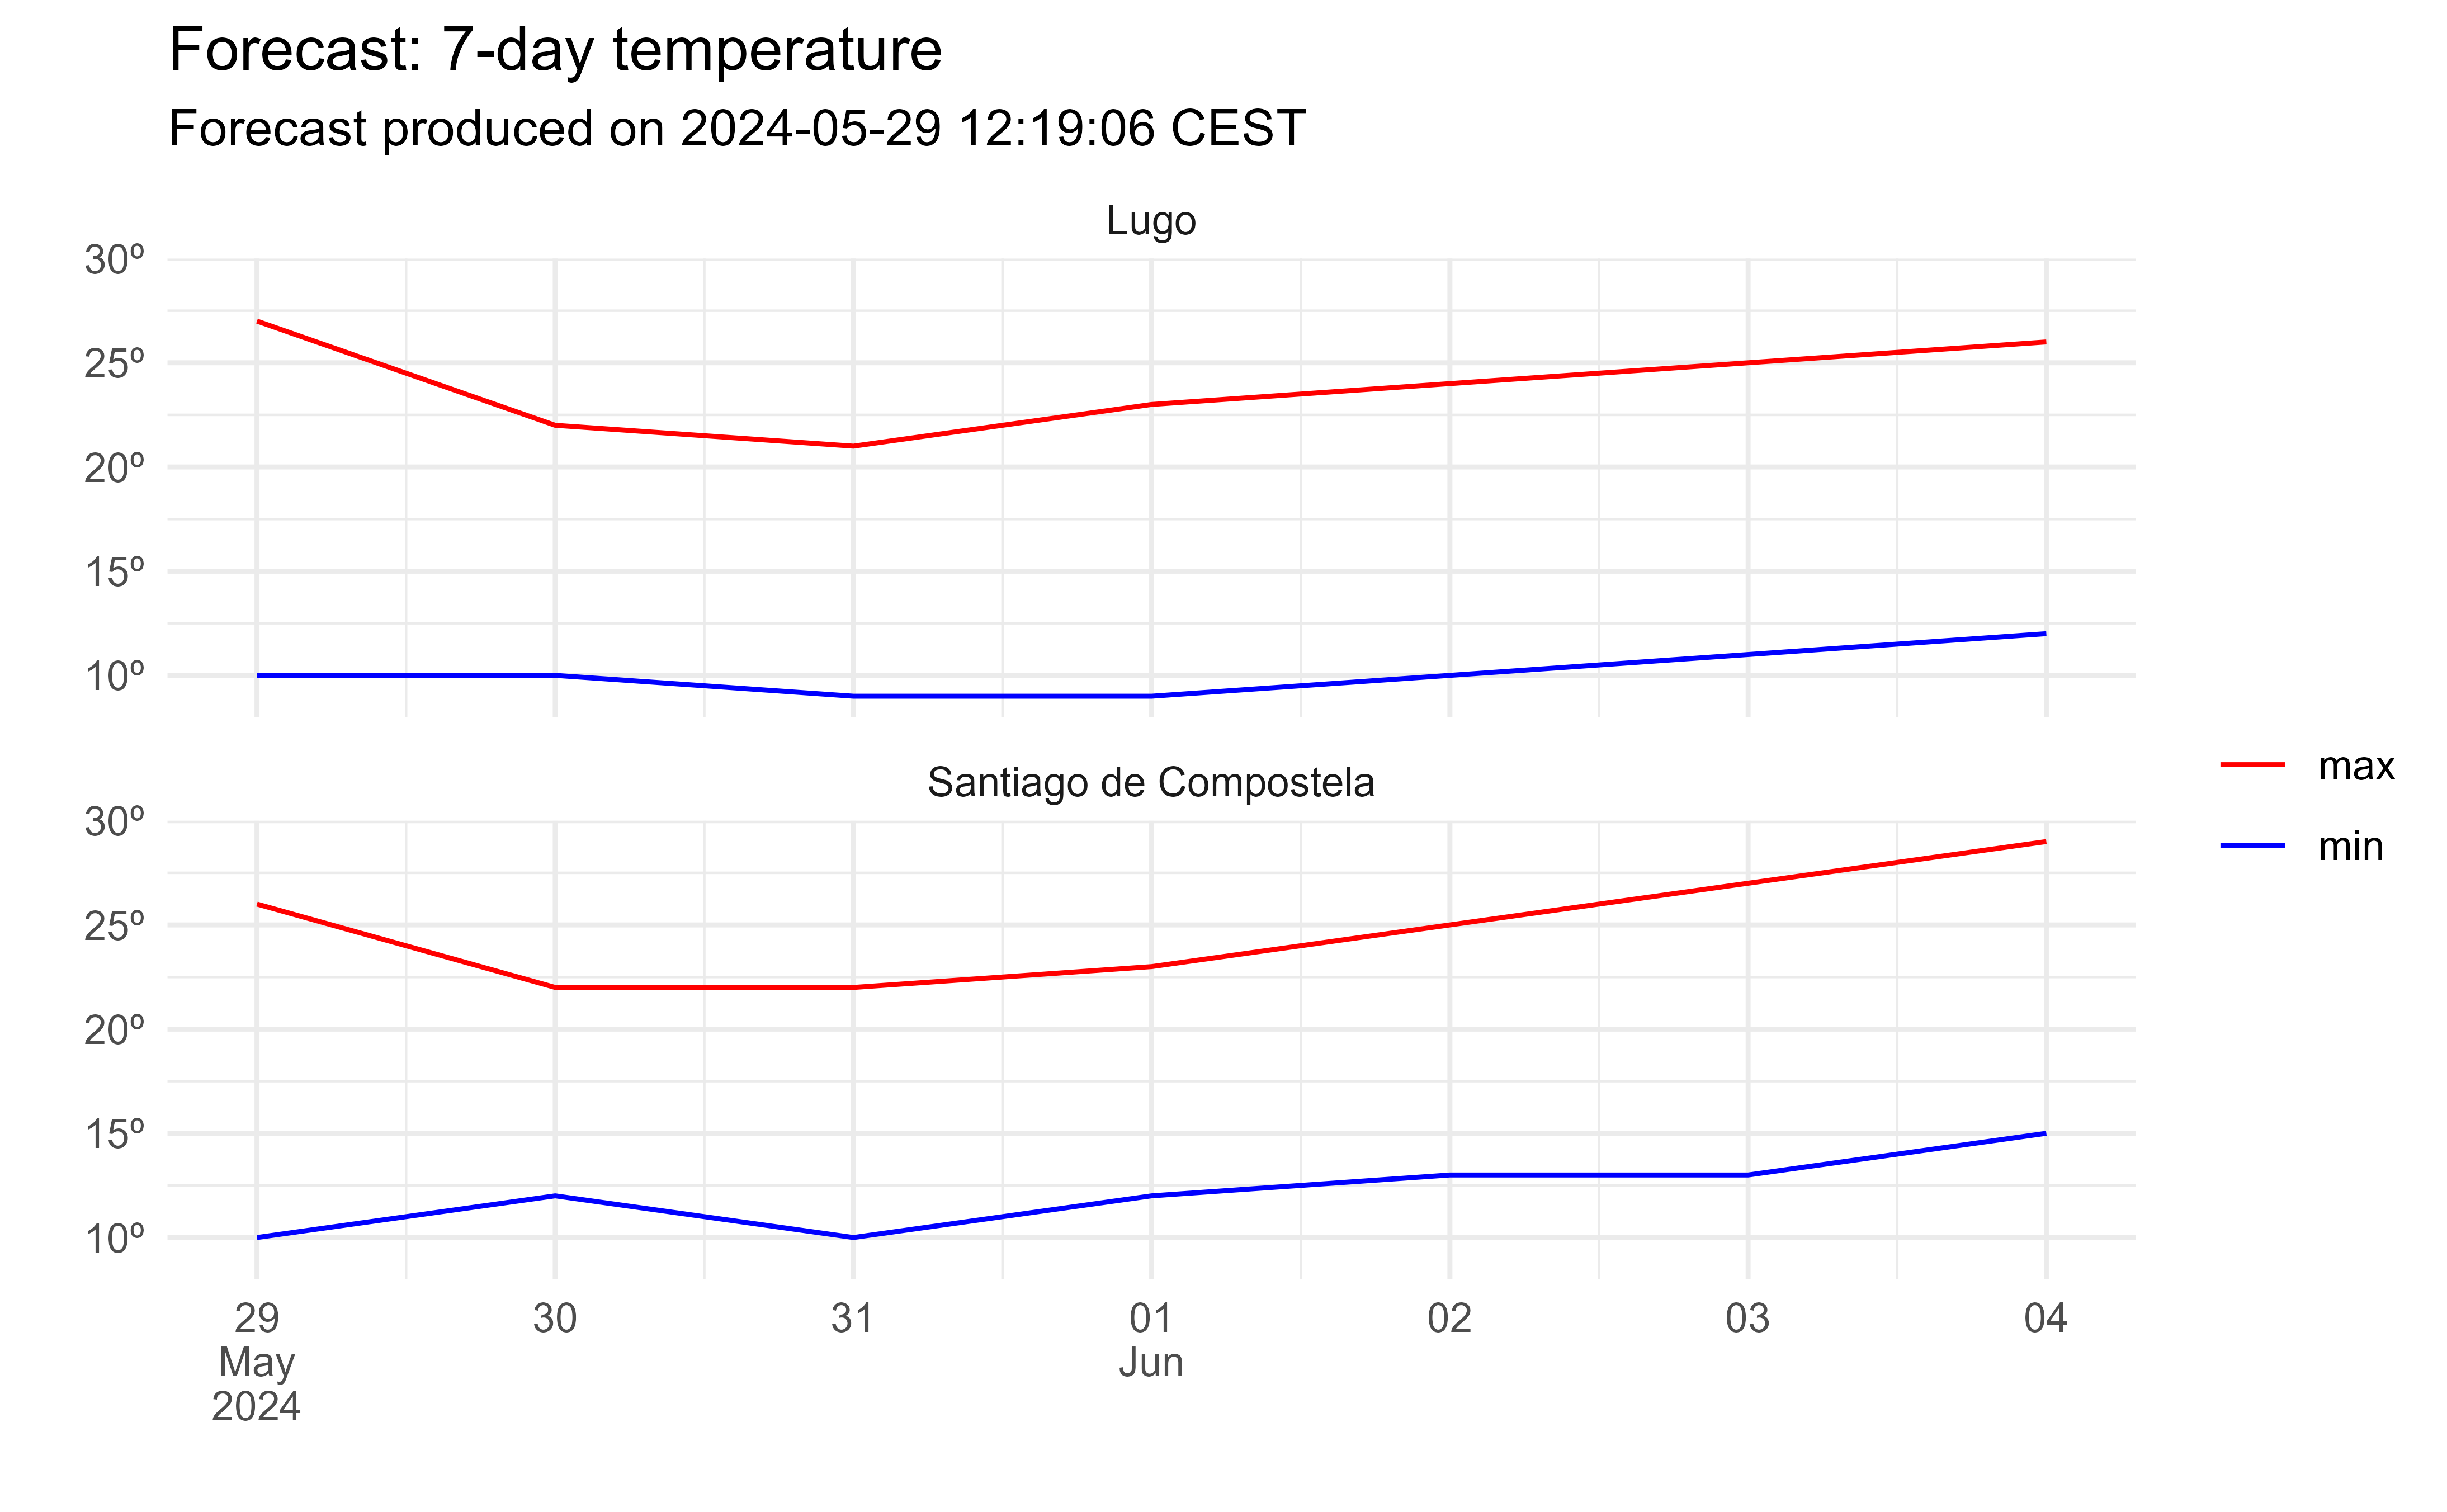 Forecast: 7-day temperature
Forecast produced on 2024-05-29 12:19:06 CEST
Lugo
30º
25º
20º
15º
10º
Santiago de Compostela
30º
25º
20º
15º
10º
29 30 31 01 02 03 04
May Jun
2024
max
min